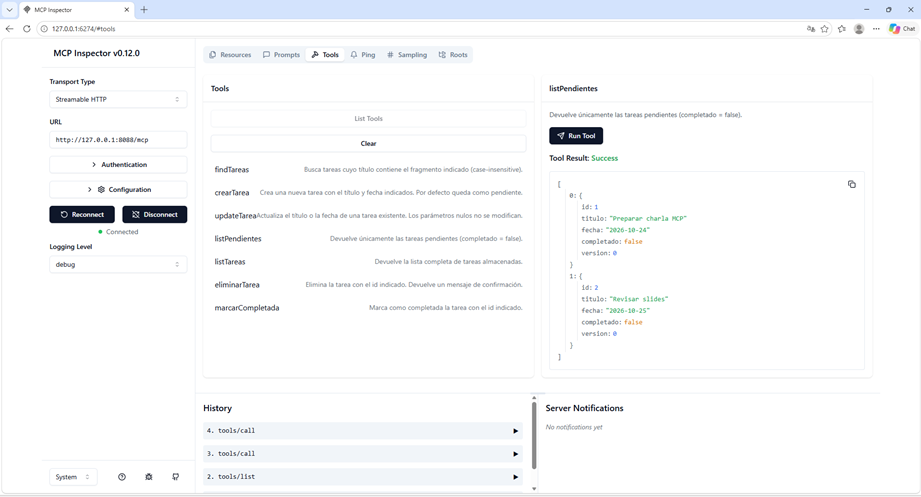 MCP Inspector
127.0.0.1:6274/#tools
Chat
MCP Inspector v0.12.0
Transport Type
Streamable HTTP
URL
http://127.0.0.1:8088/mcp
Authentication
Configuration
Reconnect
Disconnect
Connected
Logging Level
debug
System
Resources
Prompts
Tools
Ping
Sampling
Roots
Tools
List Tools
Clear
findTareas Busca tareas cuyo título contiene el fragmento indicado (case-insensitive).
crearTarea Crea una nueva tarea con el título y fecha indicados. Por defecto queda como pendiente.
updateTarea Actualiza el título o la fecha de una tarea existente. Los parámetros nulos no se modifican.
listPendientes Devuelve únicamente las tareas pendientes (completado = false).
listTareas Devuelve la lista completa de tareas almacenadas.
eliminarTarea Elimina la tarea con el id indicado. Devuelve un mensaje de confirmación.
marcarCompletada Marca como completada la tarea con el id indicado.
listPendientes
Devuelve únicamente las tareas pendientes (completado = false).
Run Tool
Tool Result: Success
[
0: {
id: 1
titulo: "Preparar charla MCP"
fecha: "2026-10-24"
completado: false
version: 0
}
1: {
id: 2
titulo: "Revisar slides"
fecha: "2026-10-25"
completado: false
version: 0
}
]
History
4. tools/call
3. tools/call
2. tools/list
Server Notifications
No notifications yet